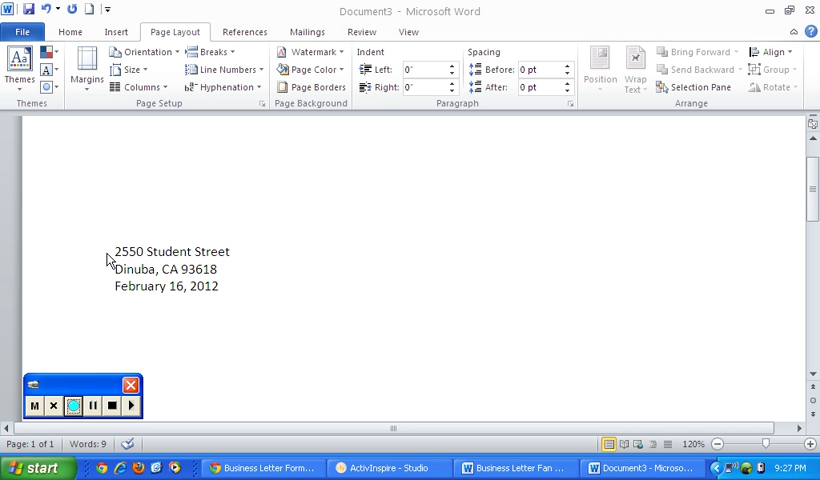 Document3 - Microsoft Word
File Home Insert Page Layout References Mailings Review View
Themes
Themes
Margins
Orientation
Size
Columns
Breaks
Line Numbers
Hyphenation
Page Setup
Watermark
Page Color
Page Borders
Page Background
Indent
Left: 0"
Right: 0"
Spacing
Before: 0 pt
After: 0 pt
Paragraph
Position
Wrap Text
Bring Forward
Send Backward
Selection Pane
Align
Group
Rotate
Arrange
2550 Student Street
Dinuba, CA 93618
February 16, 2012
M
Page: 1 of 1 Words: 9 120%
start Business Letter Form... ActivInspire - Studio Business Letter Fan ... Document3 - Microso... 9:27 PM